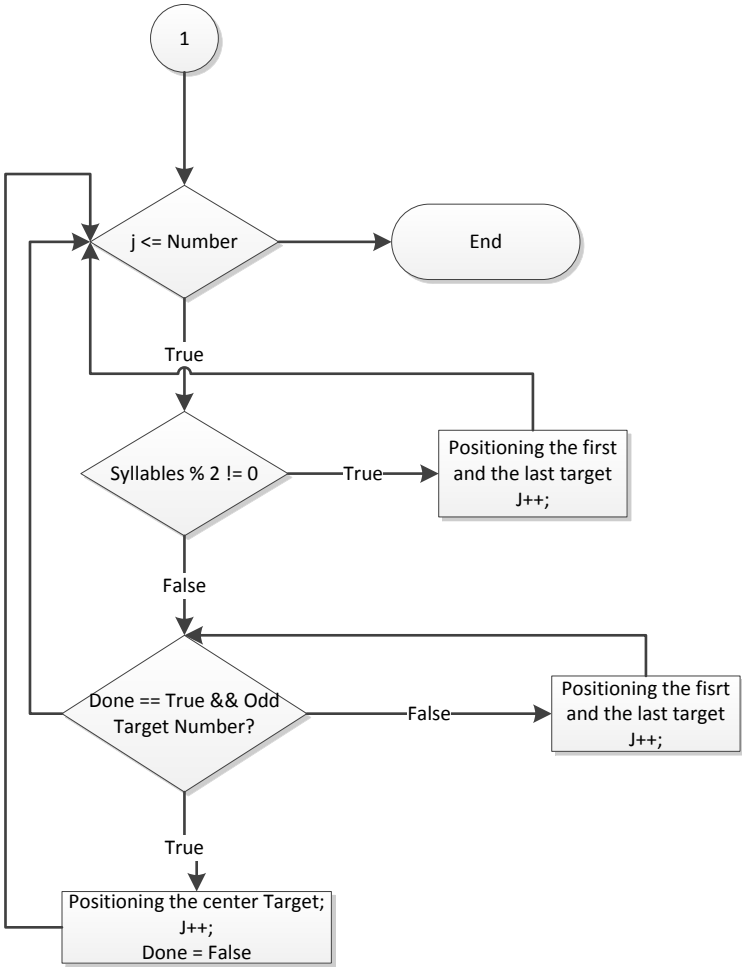 1
j <= Number
End
True
Syllables % 2 != 0
True
Positioning the first
and the last target
J++;
False
Done == True && Odd
Target Number?
False
Positioning the fisrt
and the last target
J++;
True
Positioning the center Target;
J++;
Done = False